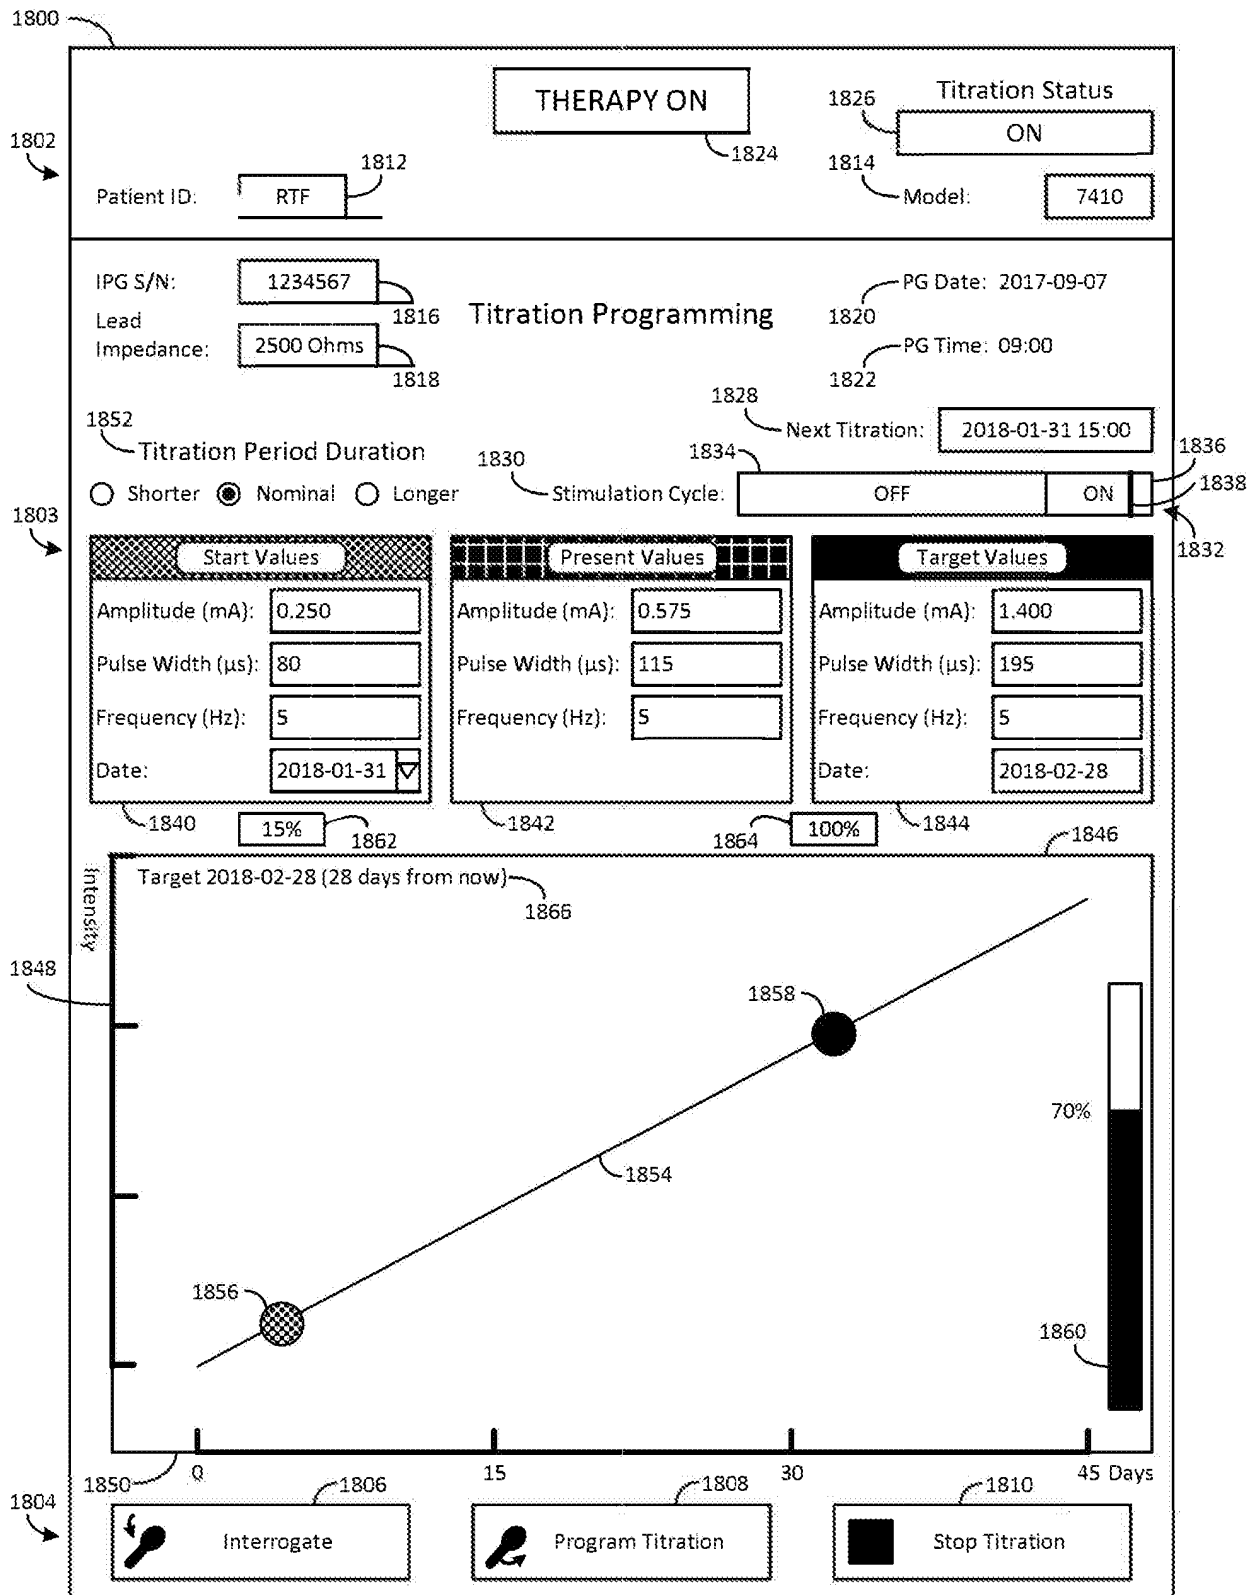 1800
THERAPY ON
Titration Status
1826
ON
1824
1802
1812
1814
Patient ID:
RTF
Model:
7410
IPG S/N:
1234567
PG Date: 2017-09-07
1816
Titration Programming
1820
Lead
Impedance:
2500 Ohms
PG Time: 09:00
1818
1822
1828
1852
Next Titration:
2018-01-31 15:00
Titration Period Duration
1830
1834
1836
Shorter
Nominal
Longer
Stimulation Cycle:
OFF
ON
1838
1803
1832
Start Values
Present Values
Target Values
Amplitude (mA): 0.250
Amplitude (mA): 0.575
Amplitude (mA): 1.400
Pulse Width (µs): 80
Pulse Width (µs): 115
Pulse Width (µs): 195
Frequency (Hz): 5
Frequency (Hz): 5
Frequency (Hz): 5
Date: 2018-01-31
Date: 2018-02-28
1840
15%
1862
1842
1864
100%
1844
1846
Intensity
Target 2018-02-28 (28 days from now)
1866
1848
1858
70%
1854
1856
1860
0
15
30
45 Days
1850
1806
1808
1810
1804
Interrogate
Program Titration
Stop Titration